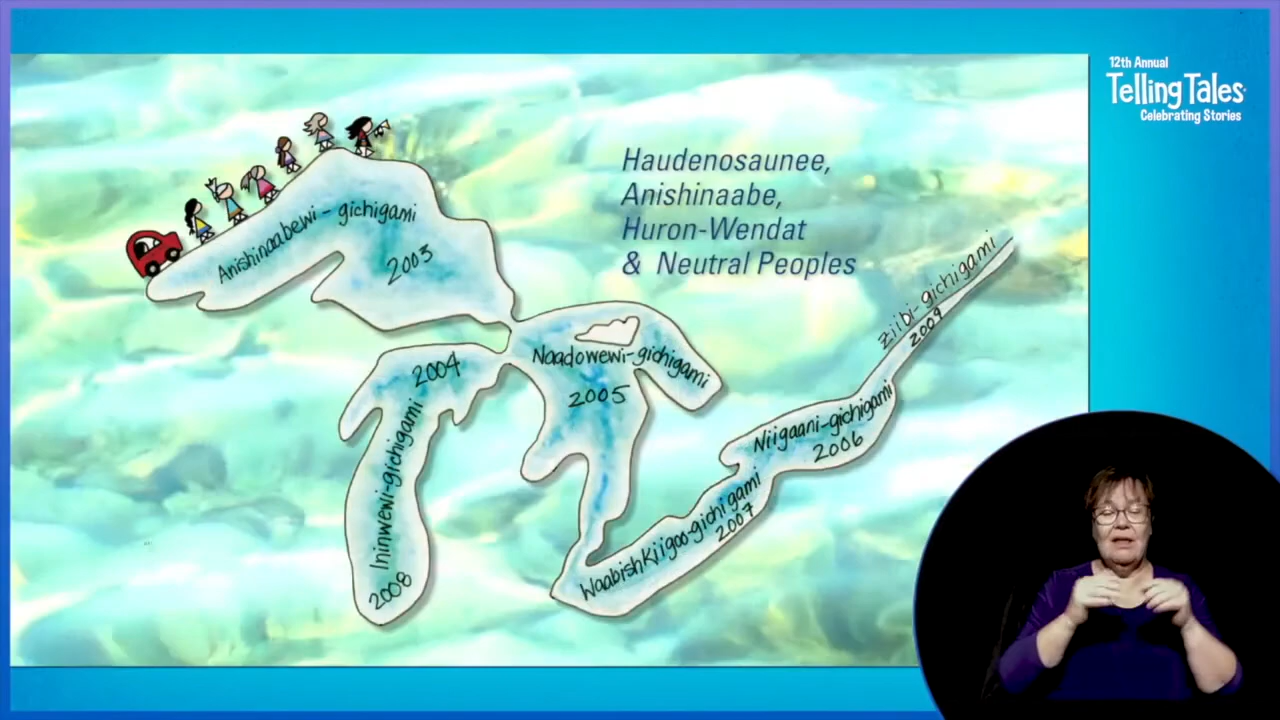 12th Annual
Telling Tales
Celebrating Stories
Haudenosaunee,
Anishinaabe,
Huron-Wendat
& Neutral Peoples
Anishinaabewi-gichigami
2003
2004
Ininwewi-gichigami
2008
Naadowewi-gichigami
2005
Ziibi-gichigami
2009
Niigaani-gichigami
2006
Waabishkiigoo-gichigami
2007